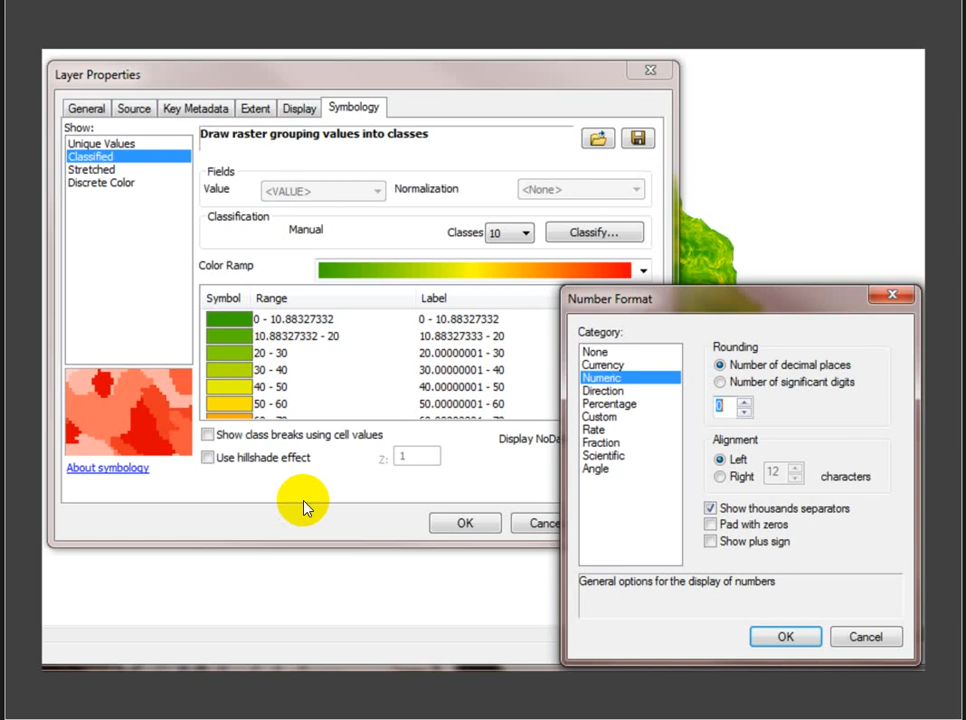 Layer Properties
General Source Key Metadata Extent Display Symbology
Show:
Unique Values
Classified
Stretched
Discrete Color
Draw raster grouping values into classes
Fields
Value <VALUE> Normalization <None>
Classification
Manual Classes 10 Classify...
Color Ramp
Symbol Range Label
0 - 10.88327332 0 - 10.88327332
10.88327332 - 20 10.88327333 - 20
20 - 30 20.00000001 - 30
30 - 40 30.00000001 - 40
40 - 50 40.00000001 - 50
50 - 60 50.00000001 - 60
Show class breaks using cell values
Display NoDa
Use hillshade effect Z: 1
About symbology
OK Cance
Number Format
Category:
None
Currency
Numeric
Direction
Percentage
Custom
Rate
Fraction
Scientific
Angle
Rounding
Number of decimal places
Number of significant digits
0
Alignment
Left
Right 12 characters
Show thousands separators
Pad with zeros
Show plus sign
General options for the display of numbers
OK Cancel